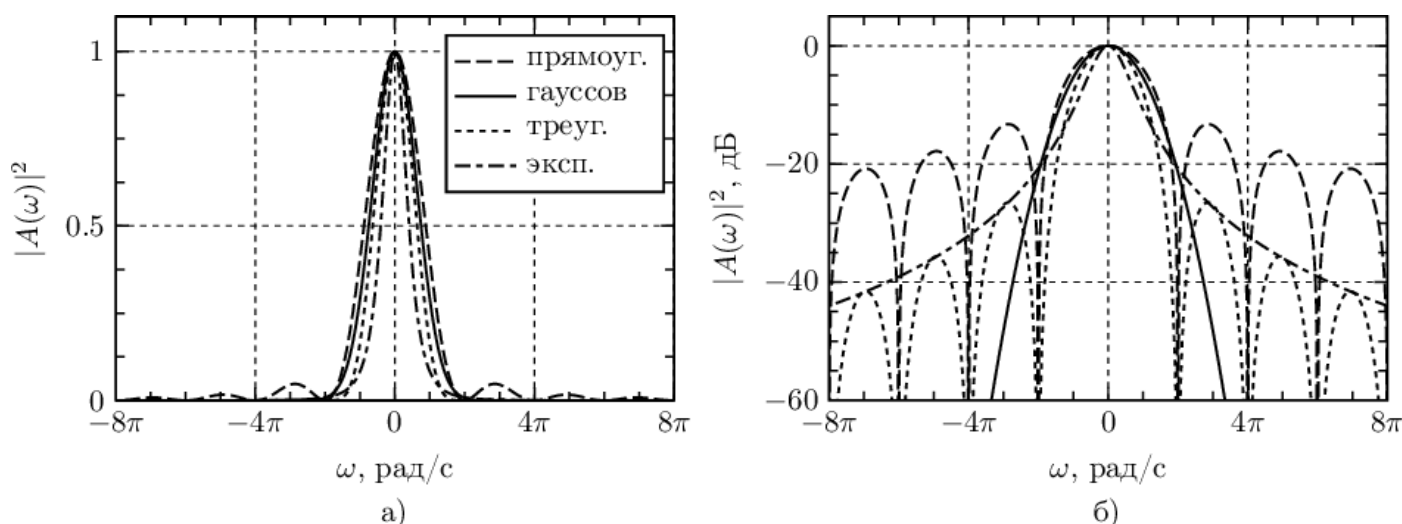 1
0.5
0
|A(ω)|²
прямоуг.
гауссов
треуг.
эксп.
−8π
−4π
0
4π
8π
ω, рад/с
а)
0
−20
−40
−60
|A(ω)|², дБ
−8π
−4π
0
4π
8π
ω, рад/с
б)